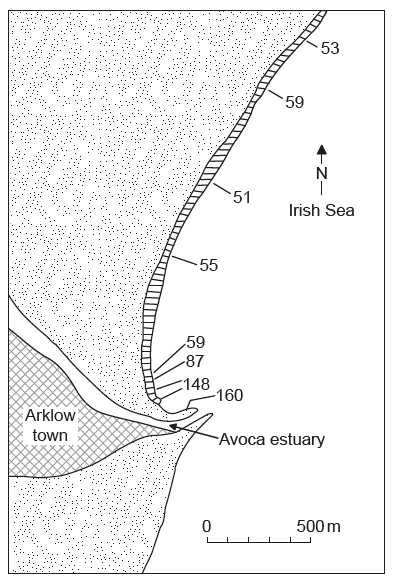 53
59
N
Irish Sea
51
55
59
87
148
160
Arklow
town
Avoca estuary
0 500 m